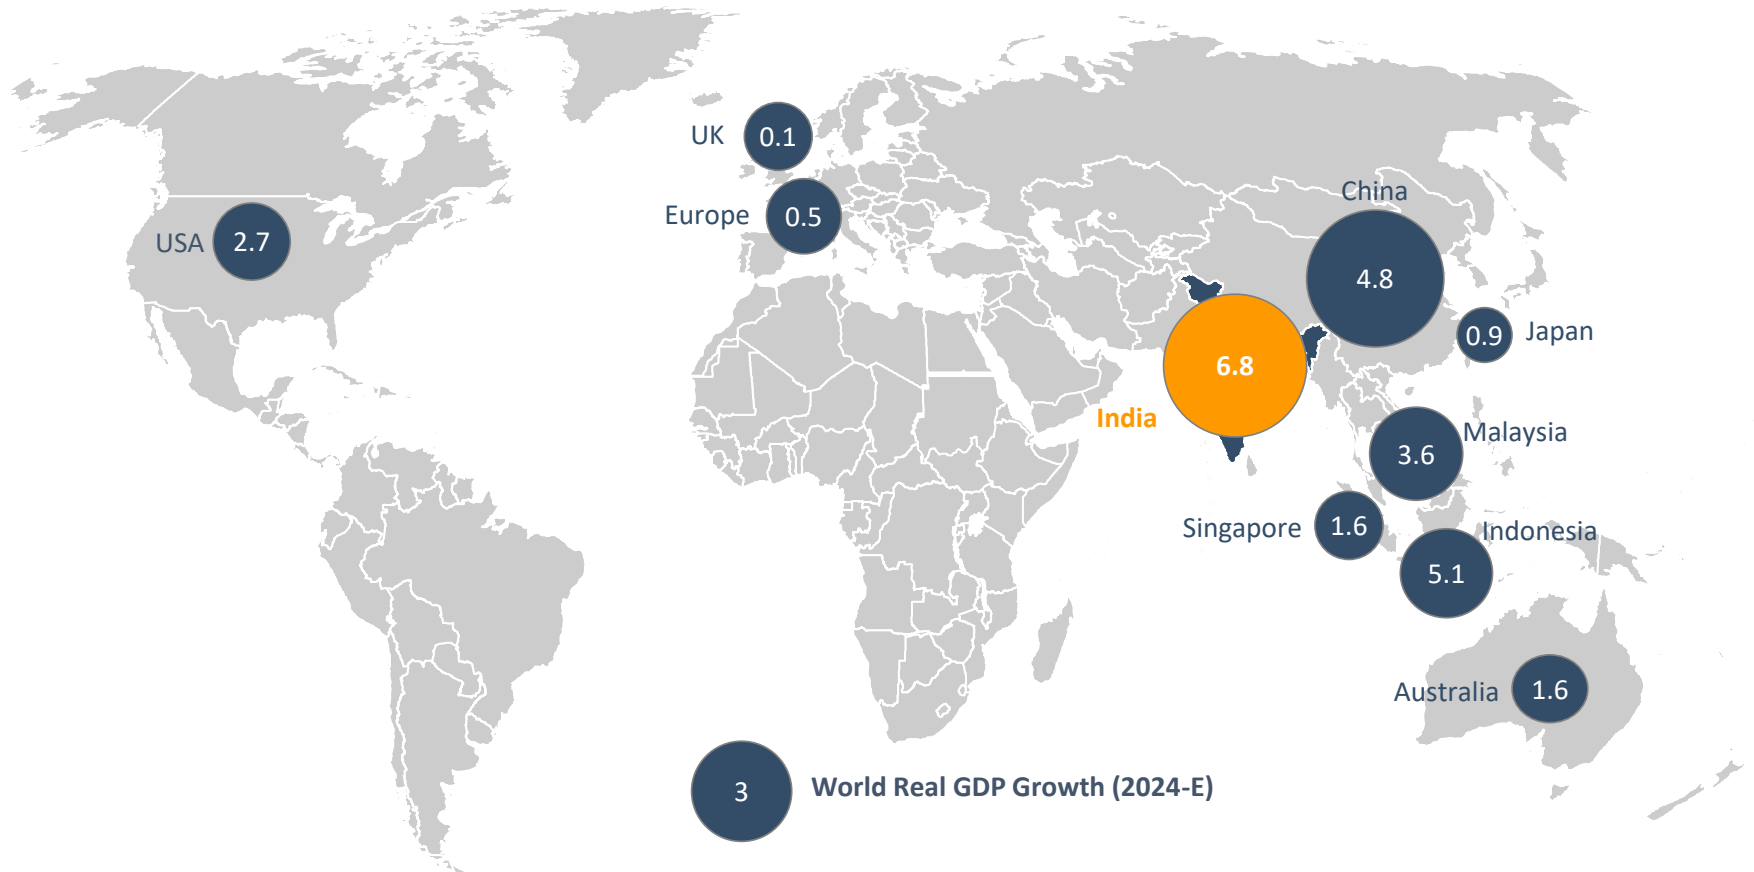 UK 0.1
Europe 0.5
USA 2.7
China
4.8
Japan 0.9
6.8
India
Malaysia
3.6
Singapore 1.6
Indonesia
5.1
Australia 1.6
3 World Real GDP Growth (2024-E)